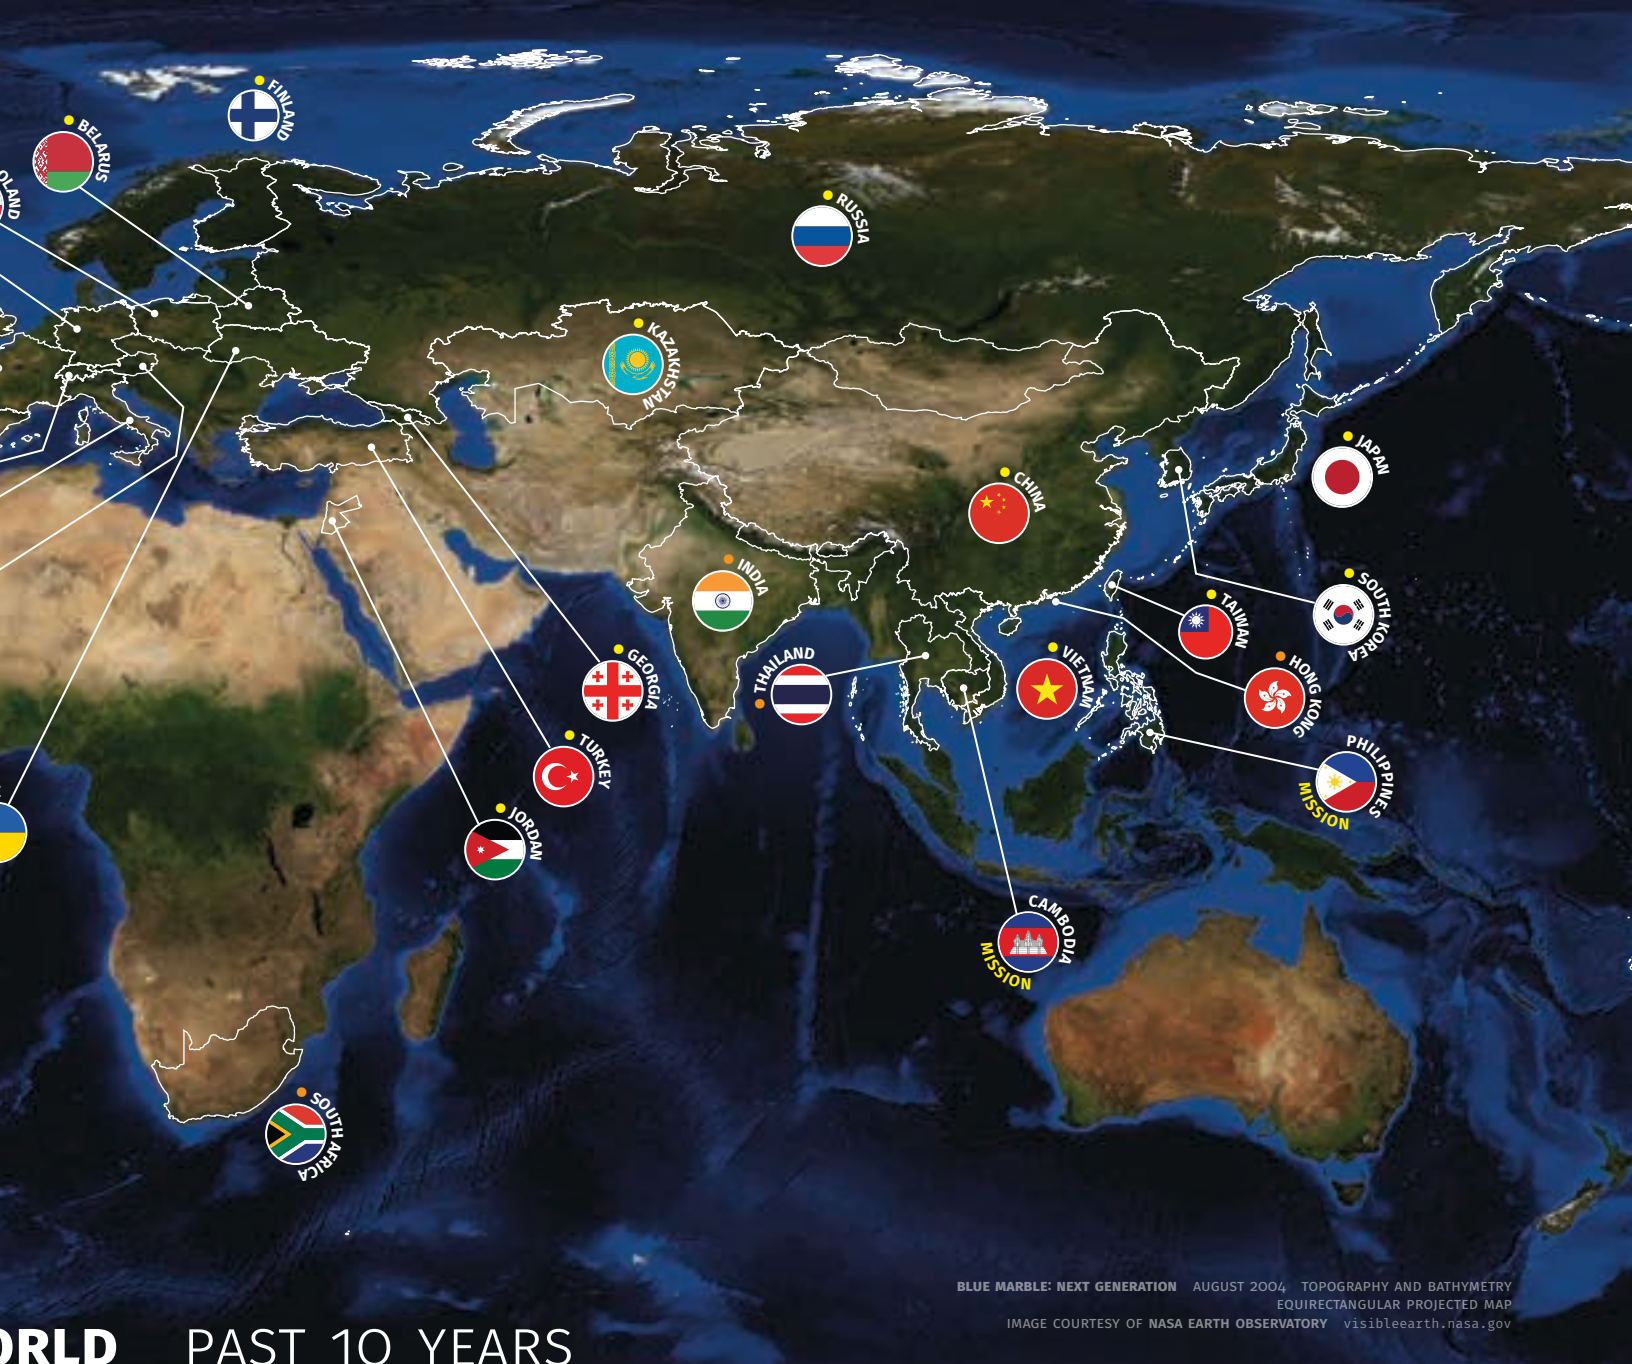 FINLAND
BELARUS
OLAND
RUSSIA
KAZAKHSTAN
JAPAN
CHINA
INDIA
SOUTH KOREA
TAIWAN
THAILAND
VIETNAM
GEORGIA
HONG KONG
TURKEY
PHILIPPINES
MISSION
JORDAN
CAMBODIA
MISSION
SOUTH AFRICA
BLUE MARBLE: NEXT GENERATION AUGUST 2004 TOPOGRAPHY AND BATHYMETRY
EQUIRECTANGULAR PROJECTED MAP
IMAGE COURTESY OF NASA EARTH OBSERVATORY visibleearth.nasa.gov
ORLD PAST 10 YEARS